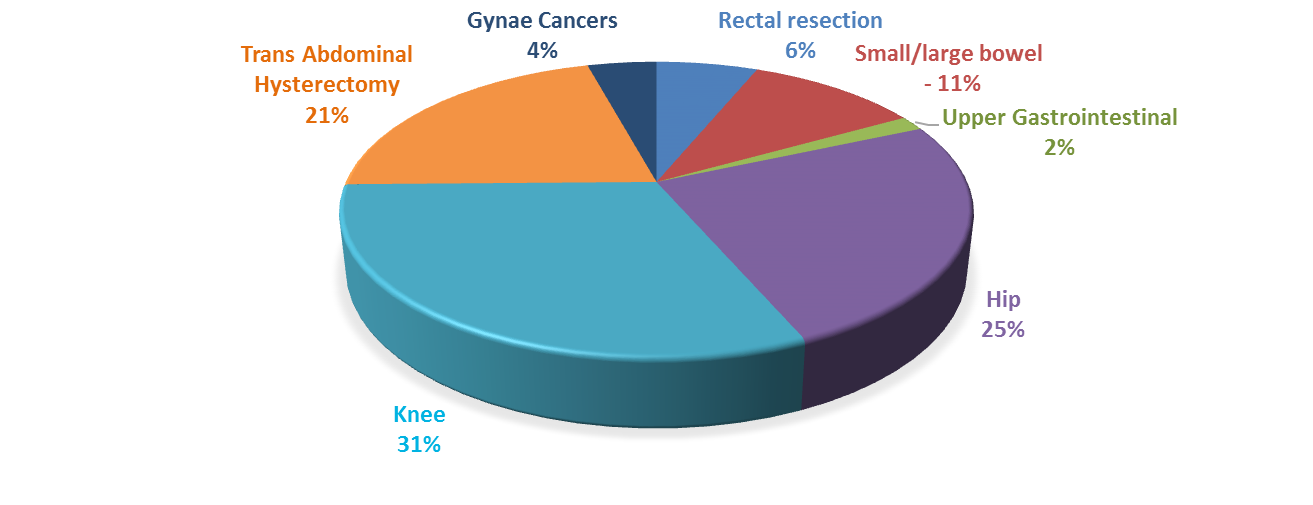 Gynae Cancers
4%
Rectal resection
6%
Small/large bowel
- 11%
Upper Gastrointestinal
2%
Hip
25%
Knee
31%
Trans Abdominal
Hysterectomy
21%